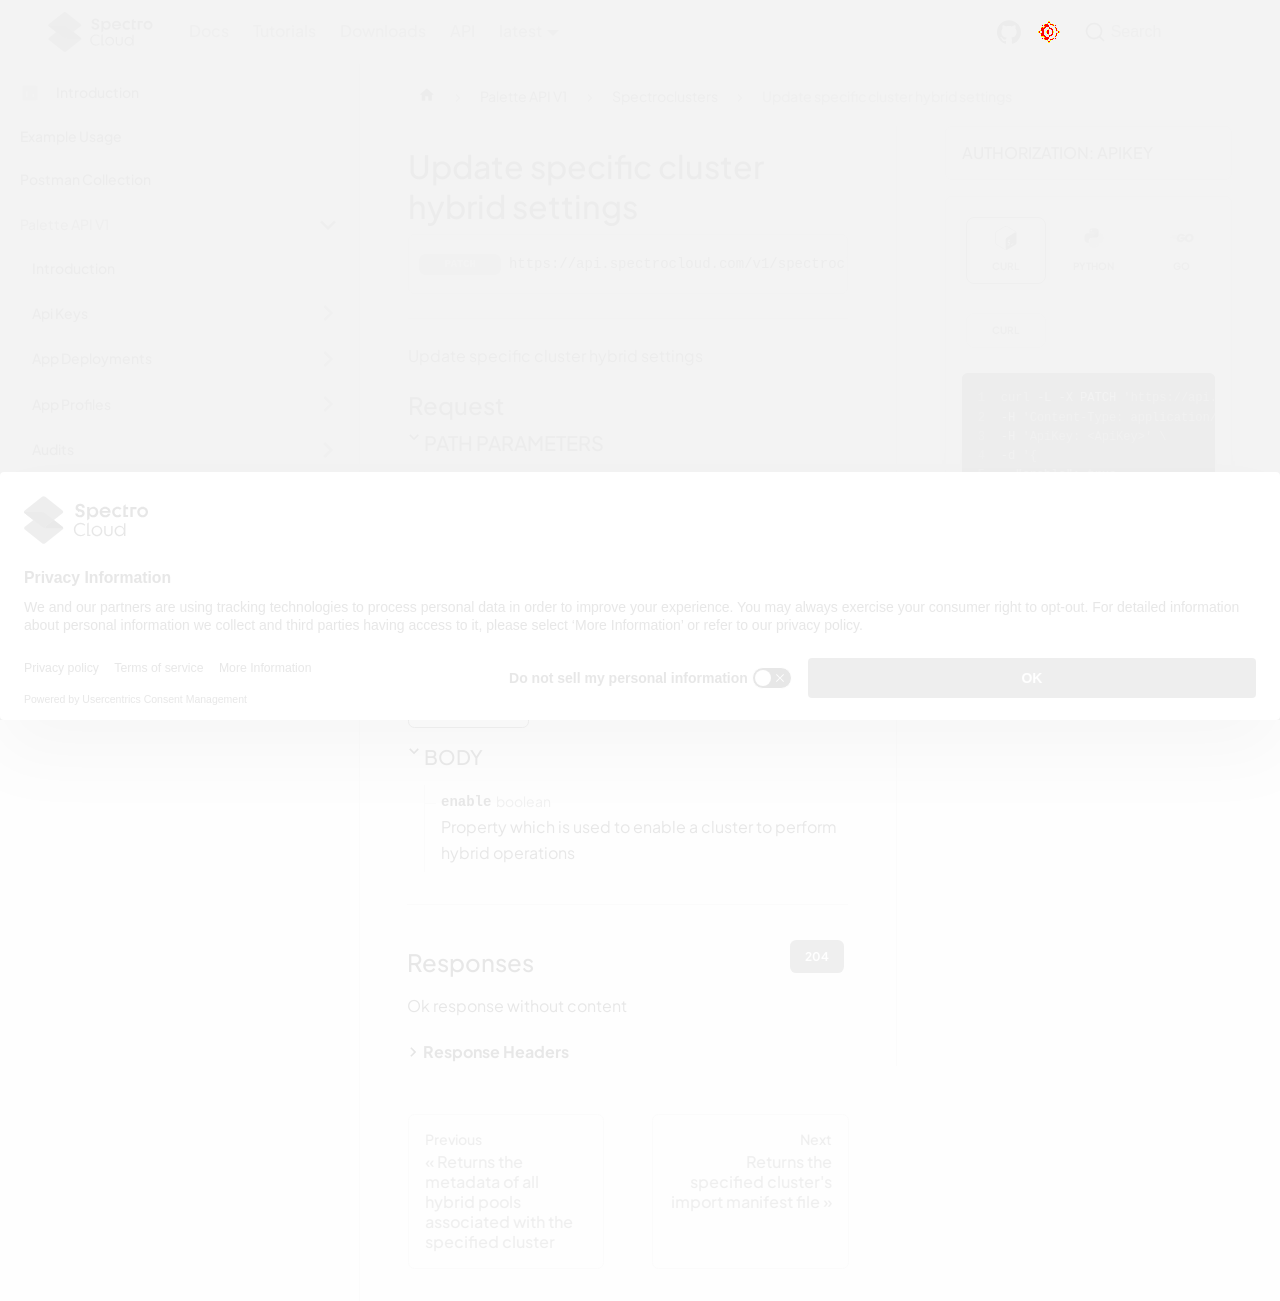 Spectro
Cloud
Docs Tutorials Downloads API latest
Search
Introduction
Example Usage
Postman Collection
Palette API V1
Introduction
Api Keys
App Deployments
App Profiles
Audits
Palette API V1
Spectroclusters
Update specific cluster hybrid settings
Update specific cluster
hybrid settings
https://api.spectrocloud.com/v1/spectroc
Update specific cluster hybrid settings
Request
PATH PARAMETERS
AUTHORIZATION: APIKEY
CURL PYTHON GO
CURL
PATCH
Spectro
Cloud
Privacy Information
We and our partners are using tracking technologies to process personal data in order to improve your experience. You may always exercise your consumer right to opt-out. For detailed information
about personal information we collect and third parties having access to it, please select 'More Information' or refer to our privacy policy.
Privacy policy Terms of service More Information
Powered by Usercentrics Consent Management
Do not sell my personal information
OK
BODY
enable boolean
Property which is used to enable a cluster to perform
hybrid operations
Responses
204
Ok response without content
Response Headers
Previous
« Returns the
metadata of all
hybrid pools
associated with the
specified cluster
Next
Returns the
specified cluster's
import manifest file »